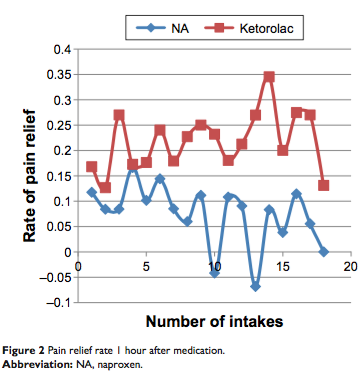 NA Ketorolac
0.4
0.35
0.3
0.25
0.2
0.15
0.1
0.05
0
–0.05
–0.1
0 5 10 15 20
Rate of pain relief
Number of intakes
Figure 2 Pain relief rate 1 hour after medication.
Abbreviation: NA, naproxen.